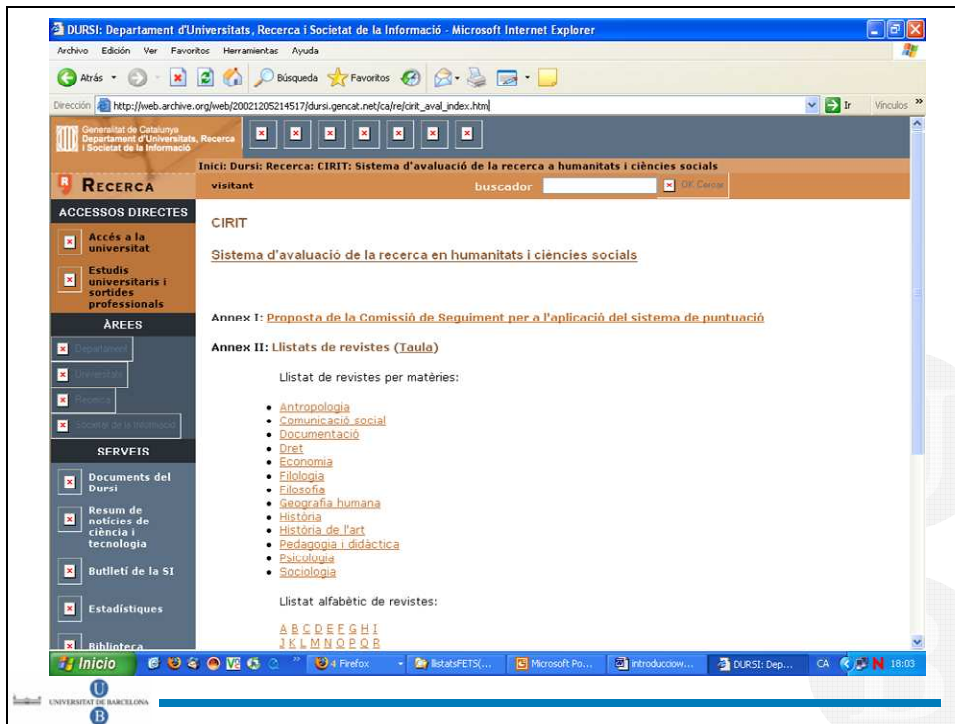 DURSI: Departament d'Universitats, Recerca i Societat de la Informació - Microsoft Internet Explorer
Archivo Edición Ver Favoritos Herramientas Ayuda
Atrás Búsqueda Favoritos
Dirección http://web.archive.org/web/20021205214517/dursi.gencat.net/ca/re/cirit_aval_index.htm Ir Vínculos »
Generalitat de Catalunya
Departament d'Universitats, Recerca
i Societat de la Informació
Inici: Dursi: Recerca: CIRIT: Sistema d'avaluació de la recerca a humanitats i ciències socials
RECERCA
visitant buscador OK Cercar
ACCESSOS DIRECTES
Accés a la
universitat
Estudis
universitaris i
sortides
professionals
ÀREES
Departament
Universitats
Recerca
Societat de la Informació
SERVEIS
Documents del
Dursi
Resum de
notícies de
ciència i
tecnologia
Butlletí de la SI
Estadístiques
Biblioteca
CIRIT
Sistema d'avaluació de la recerca en humanitats i ciències socials
Annex I: Proposta de la Comissió de Seguiment per a l'aplicació del sistema de puntuació
Annex II: Llistats de revistes (Taula)
Llistat de revistes per matèries:
Antropologia
Comunicació social
Documentació
Dret
Economia
Filologia
Filosofia
Geografia humana
Història
Història de l'art
Pedagogia i didàctica
Psicologia
Sociologia
Llistat alfabètic de revistes:
A B C D E F G H I
J K L M N O P Q R
Inicio » 4 Firefox llistatsFETS(... Microsoft Po... introducciow... DURSI: Dep... CA 18:03
U
UNIVERSITAT DE BARCELONA
B